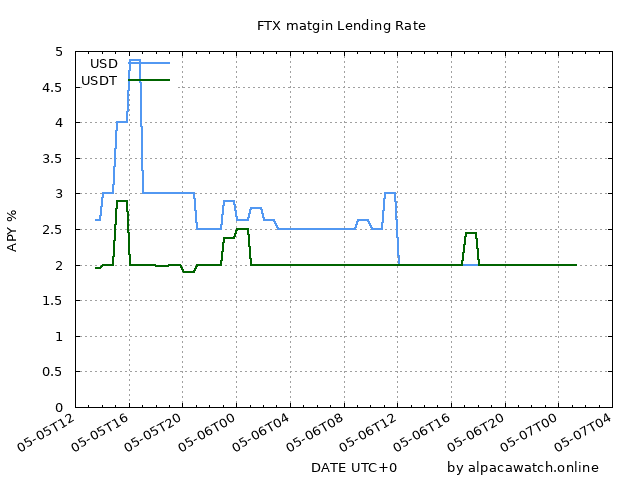 FTX matgin Lending Rate
USD
USDT
5
4.5
4
3.5
3
2.5
2
1.5
1
0.5
0
APY %
05-05T12
05-05T16
05-05T20
05-06T00
05-06T04
05-06T08
05-06T12
05-06T16
05-06T20
05-07T00
05-07T04
DATE UTC+0
by alpacawatch.online